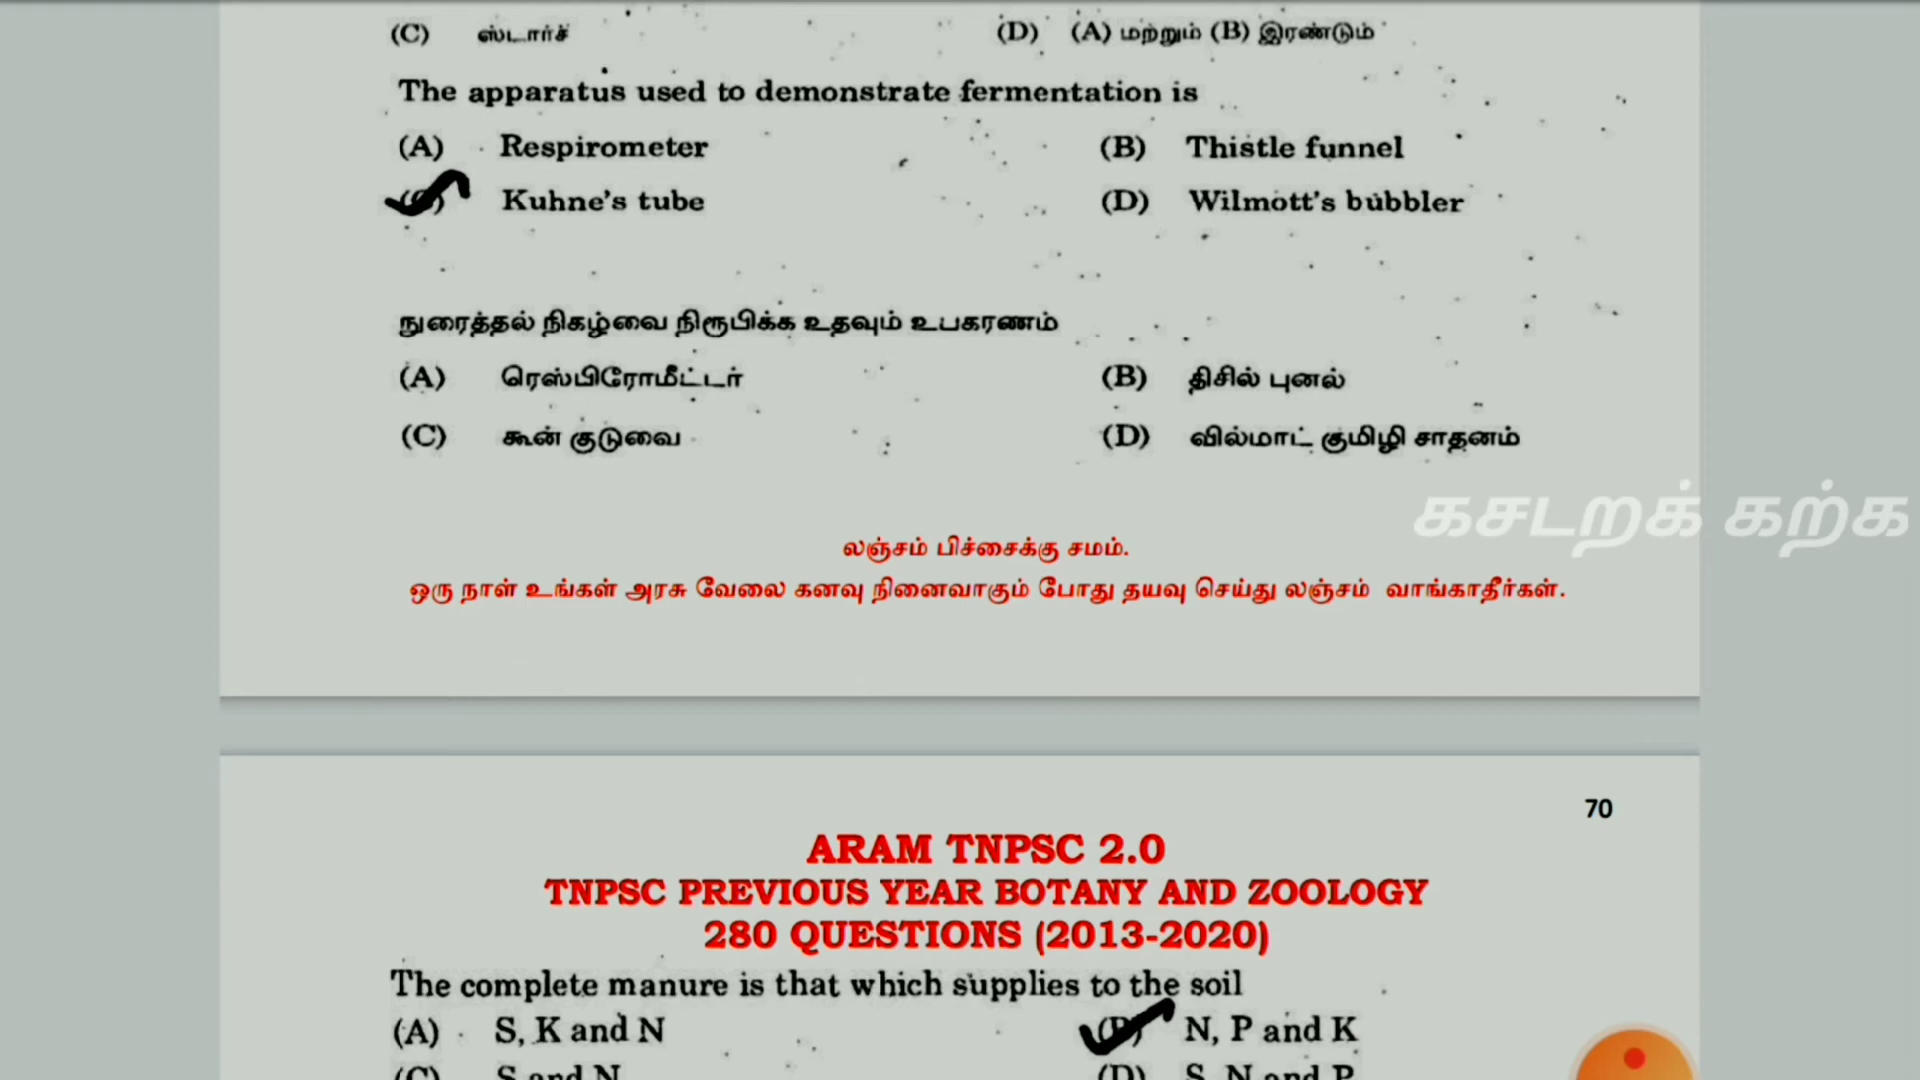 (C) ஸ்டார்ச் (D) (A) மற்றும் (B) இரண்டும்
The apparatus used to demonstrate fermentation is
(A) Respirometer (B) Thistle funnel
(C) Kuhne's tube (D) Wilmott's bubbler
நுரைத்தல் நிகழ்வை நிரூபிக்க உதவும் உபகரணம்
(A) ரெஸ்பிரோமீட்டர் (B) திசில் புனல்
(C) கூன் குடுவை (D) வில்மாட் குமிழி சாதனம்
கசடறக் கற்க
லஞ்சம் பிச்சைக்கு சமம்.
ஒரு நாள் உங்கள் அரசு வேலை கனவு நினைவாகும் போது தயவு செய்து லஞ்சம் வாங்காதீர்கள்.
70
ARAM TNPSC 2.0
TNPSC PREVIOUS YEAR BOTANY AND ZOOLOGY
280 QUESTIONS (2013-2020)
The complete manure is that which supplies to the soil
(A) S, K and N (B) N, P and K
(C) S and N (D) S, N and P